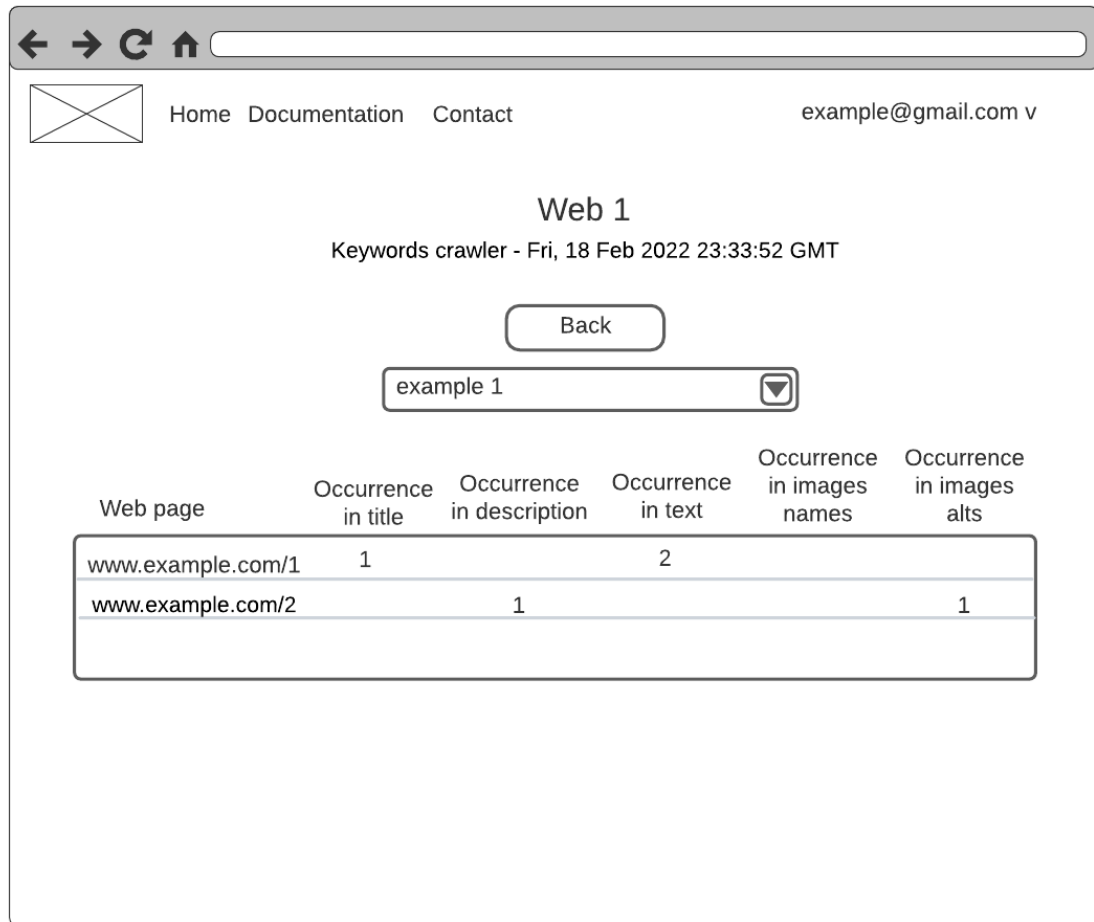 Home Documentation Contact example@gmail.com v
Web 1
Keywords crawler - Fri, 18 Feb 2022 23:33:52 GMT
Back
example 1
Web page
Occurrence
in title
Occurrence
in description
Occurrence
in text
Occurrence
in images
names
Occurrence
in images
alts
www.example.com/1 1 2
www.example.com/2 1 1